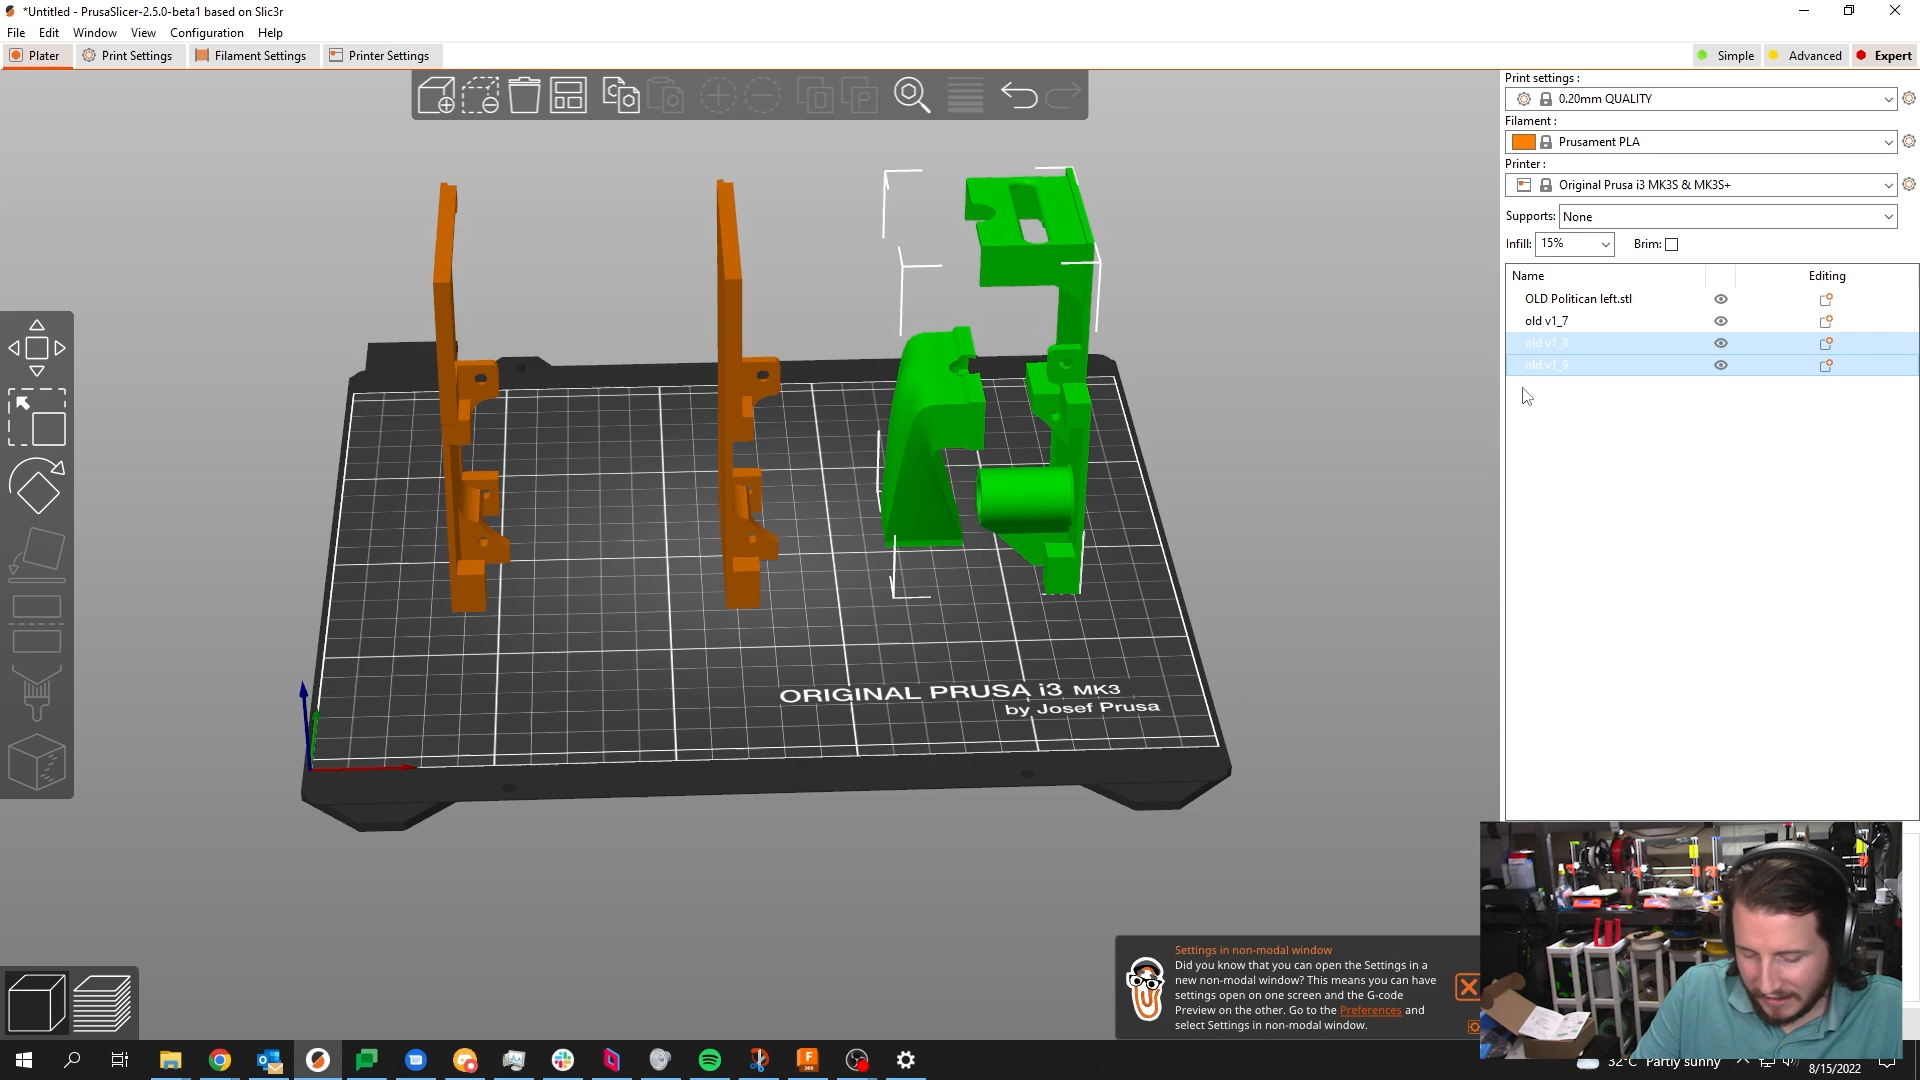 *Untitled - PrusaSlicer-2.5.0-beta1 based on Slic3r
File Edit Window View Configuration Help
Plater Print Settings Filament Settings Printer Settings
Simple Advanced Expert
Print settings :
0.20mm QUALITY
Filament :
Prusament PLA
Printer :
Original Prusa i3 MK3S & MK3S+
Supports: None
Infill: 15% Brim:
Name Editing
OLD Politican left.stl
old v1_7
old v1_8
old v1_9
ORIGINAL PRUSA i3 MK3
by Josef Prusa
Settings in non-modal window
Did you know that you can open the Settings in a
new non-modal window? This means you can have
settings open on one screen and the G-code
Preview on the other. Go to the Preferences and
select Settings in non-modal window.
32°C Partly sunny
8/15/2022